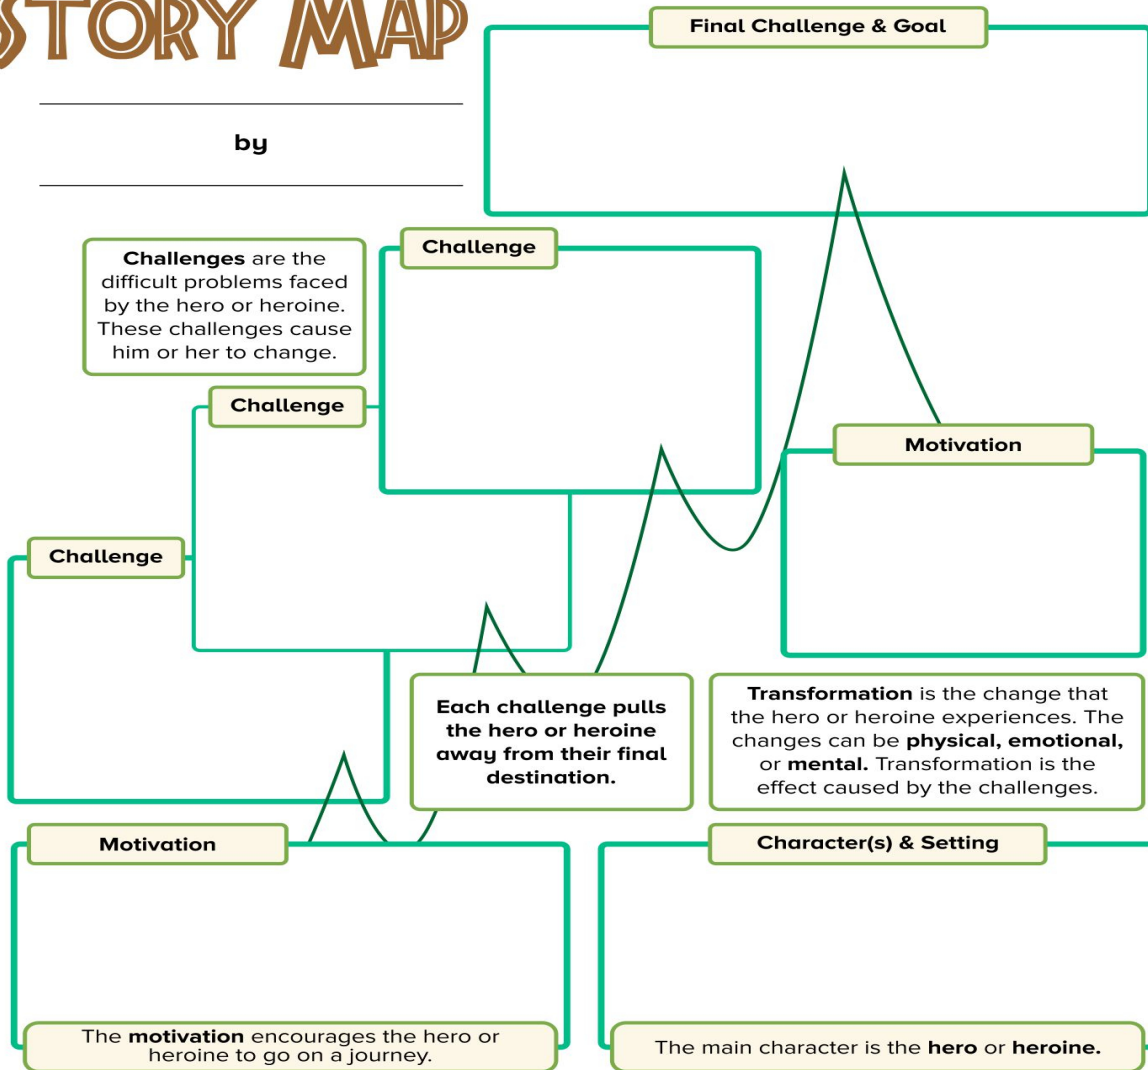 STORY MAP
by
Final Challenge & Goal
Challenge
Challenges are the
difficult problems faced
by the hero or heroine.
These challenges cause
him or her to change.
Challenge
Motivation
Challenge
Each challenge pulls
the hero or heroine
away from their final
destination.
Transformation is the change that
the hero or heroine experiences. The
changes can be physical, emotional,
or mental. Transformation is the
effect caused by the challenges.
Motivation
The motivation encourages the hero or
heroine to go on a journey.
Character(s) & Setting
The main character is the hero or heroine.